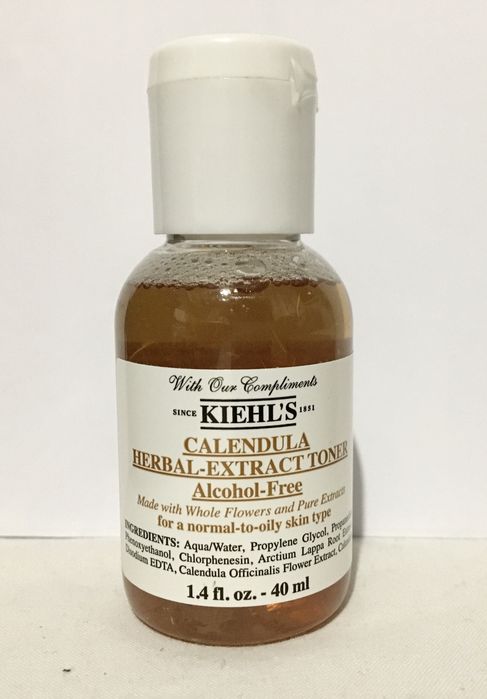 With Our Compliments
SINCE KIEHL'S 1851
CALENDULA
HERBAL-EXTRACT TONER
Alcohol-Free
Made with Whole Flowers and Pure Extracts
for a normal-to-oily skin type
INGREDIENTS: Aqua/Water, Propylene Glycol,
Phenoxyethanol, Chlorphenesin, Arctium Lappa Root
Disodium EDTA, Calendula Officinalis Flower Extract,
1.4 fl. oz. - 40 ml